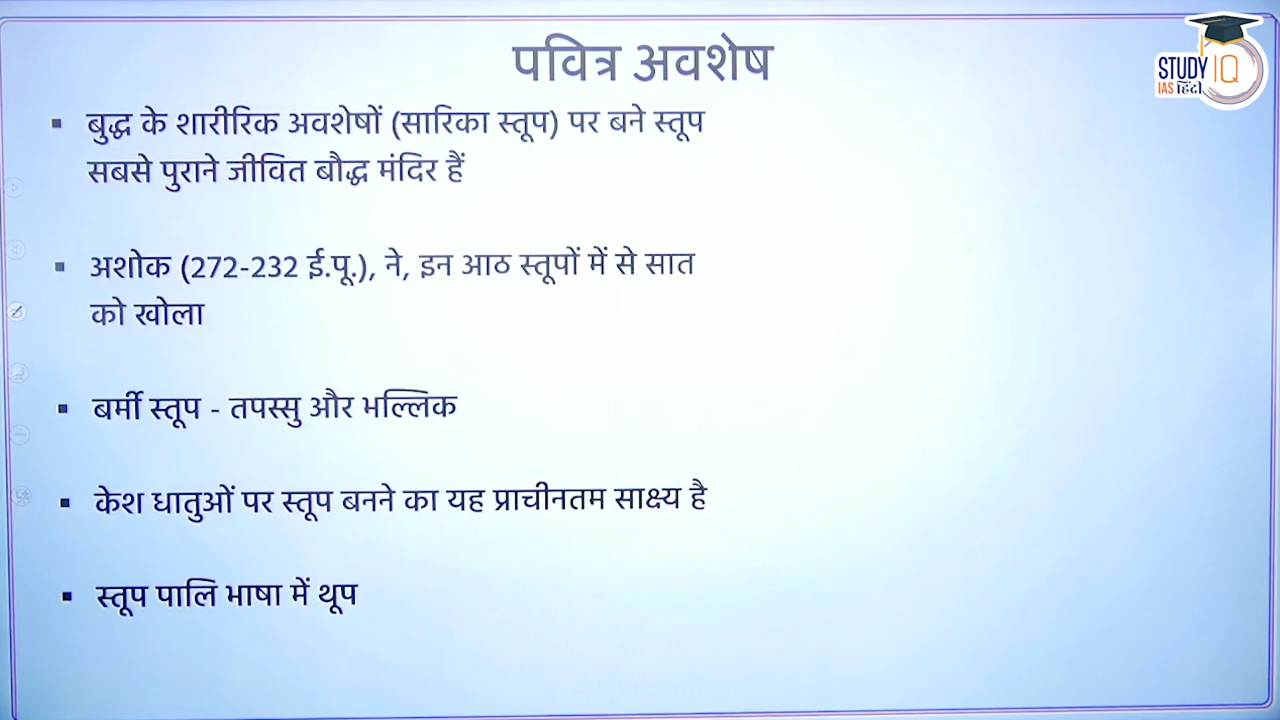 पवित्र अवशेष
STUDY IQ
IAS हिंदी
▪ बुद्ध के शारीरिक अवशेषों (सारिका स्तूप) पर बने स्तूप
सबसे पुराने जीवित बौद्ध मंदिर हैं
▪ अशोक (272-232 ई.पू.), ने, इन आठ स्तूपों में से सात
को खोला
▪ बर्मी स्तूप - तपस्सु और भल्लिक
▪ केश धातुओं पर स्तूप बनने का यह प्राचीनतम साक्ष्य है
▪ स्तूप पालि भाषा में थूप